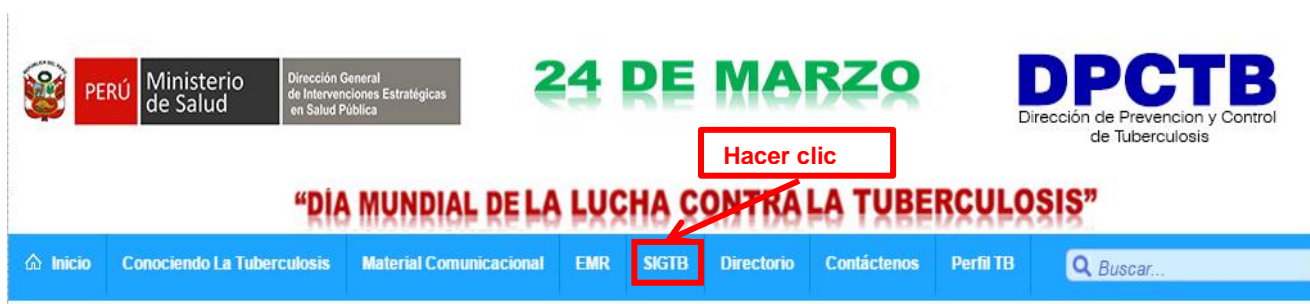 PERÚ
Ministerio
de Salud
Dirección General
de Intervenciones Estratégicas
en Salud Pública
24 DE MARZO
DPCTB
Dirección de Prevencion y Control
de Tuberculosis
Hacer clic
“DÍA MUNDIAL DE LA LUCHA CONTRA LA TUBERCULOSIS”
Inicio Conociendo La Tuberculosis Material Comunicacional EMR SIGTB Directorio Contáctenos Perfil TB Buscar...